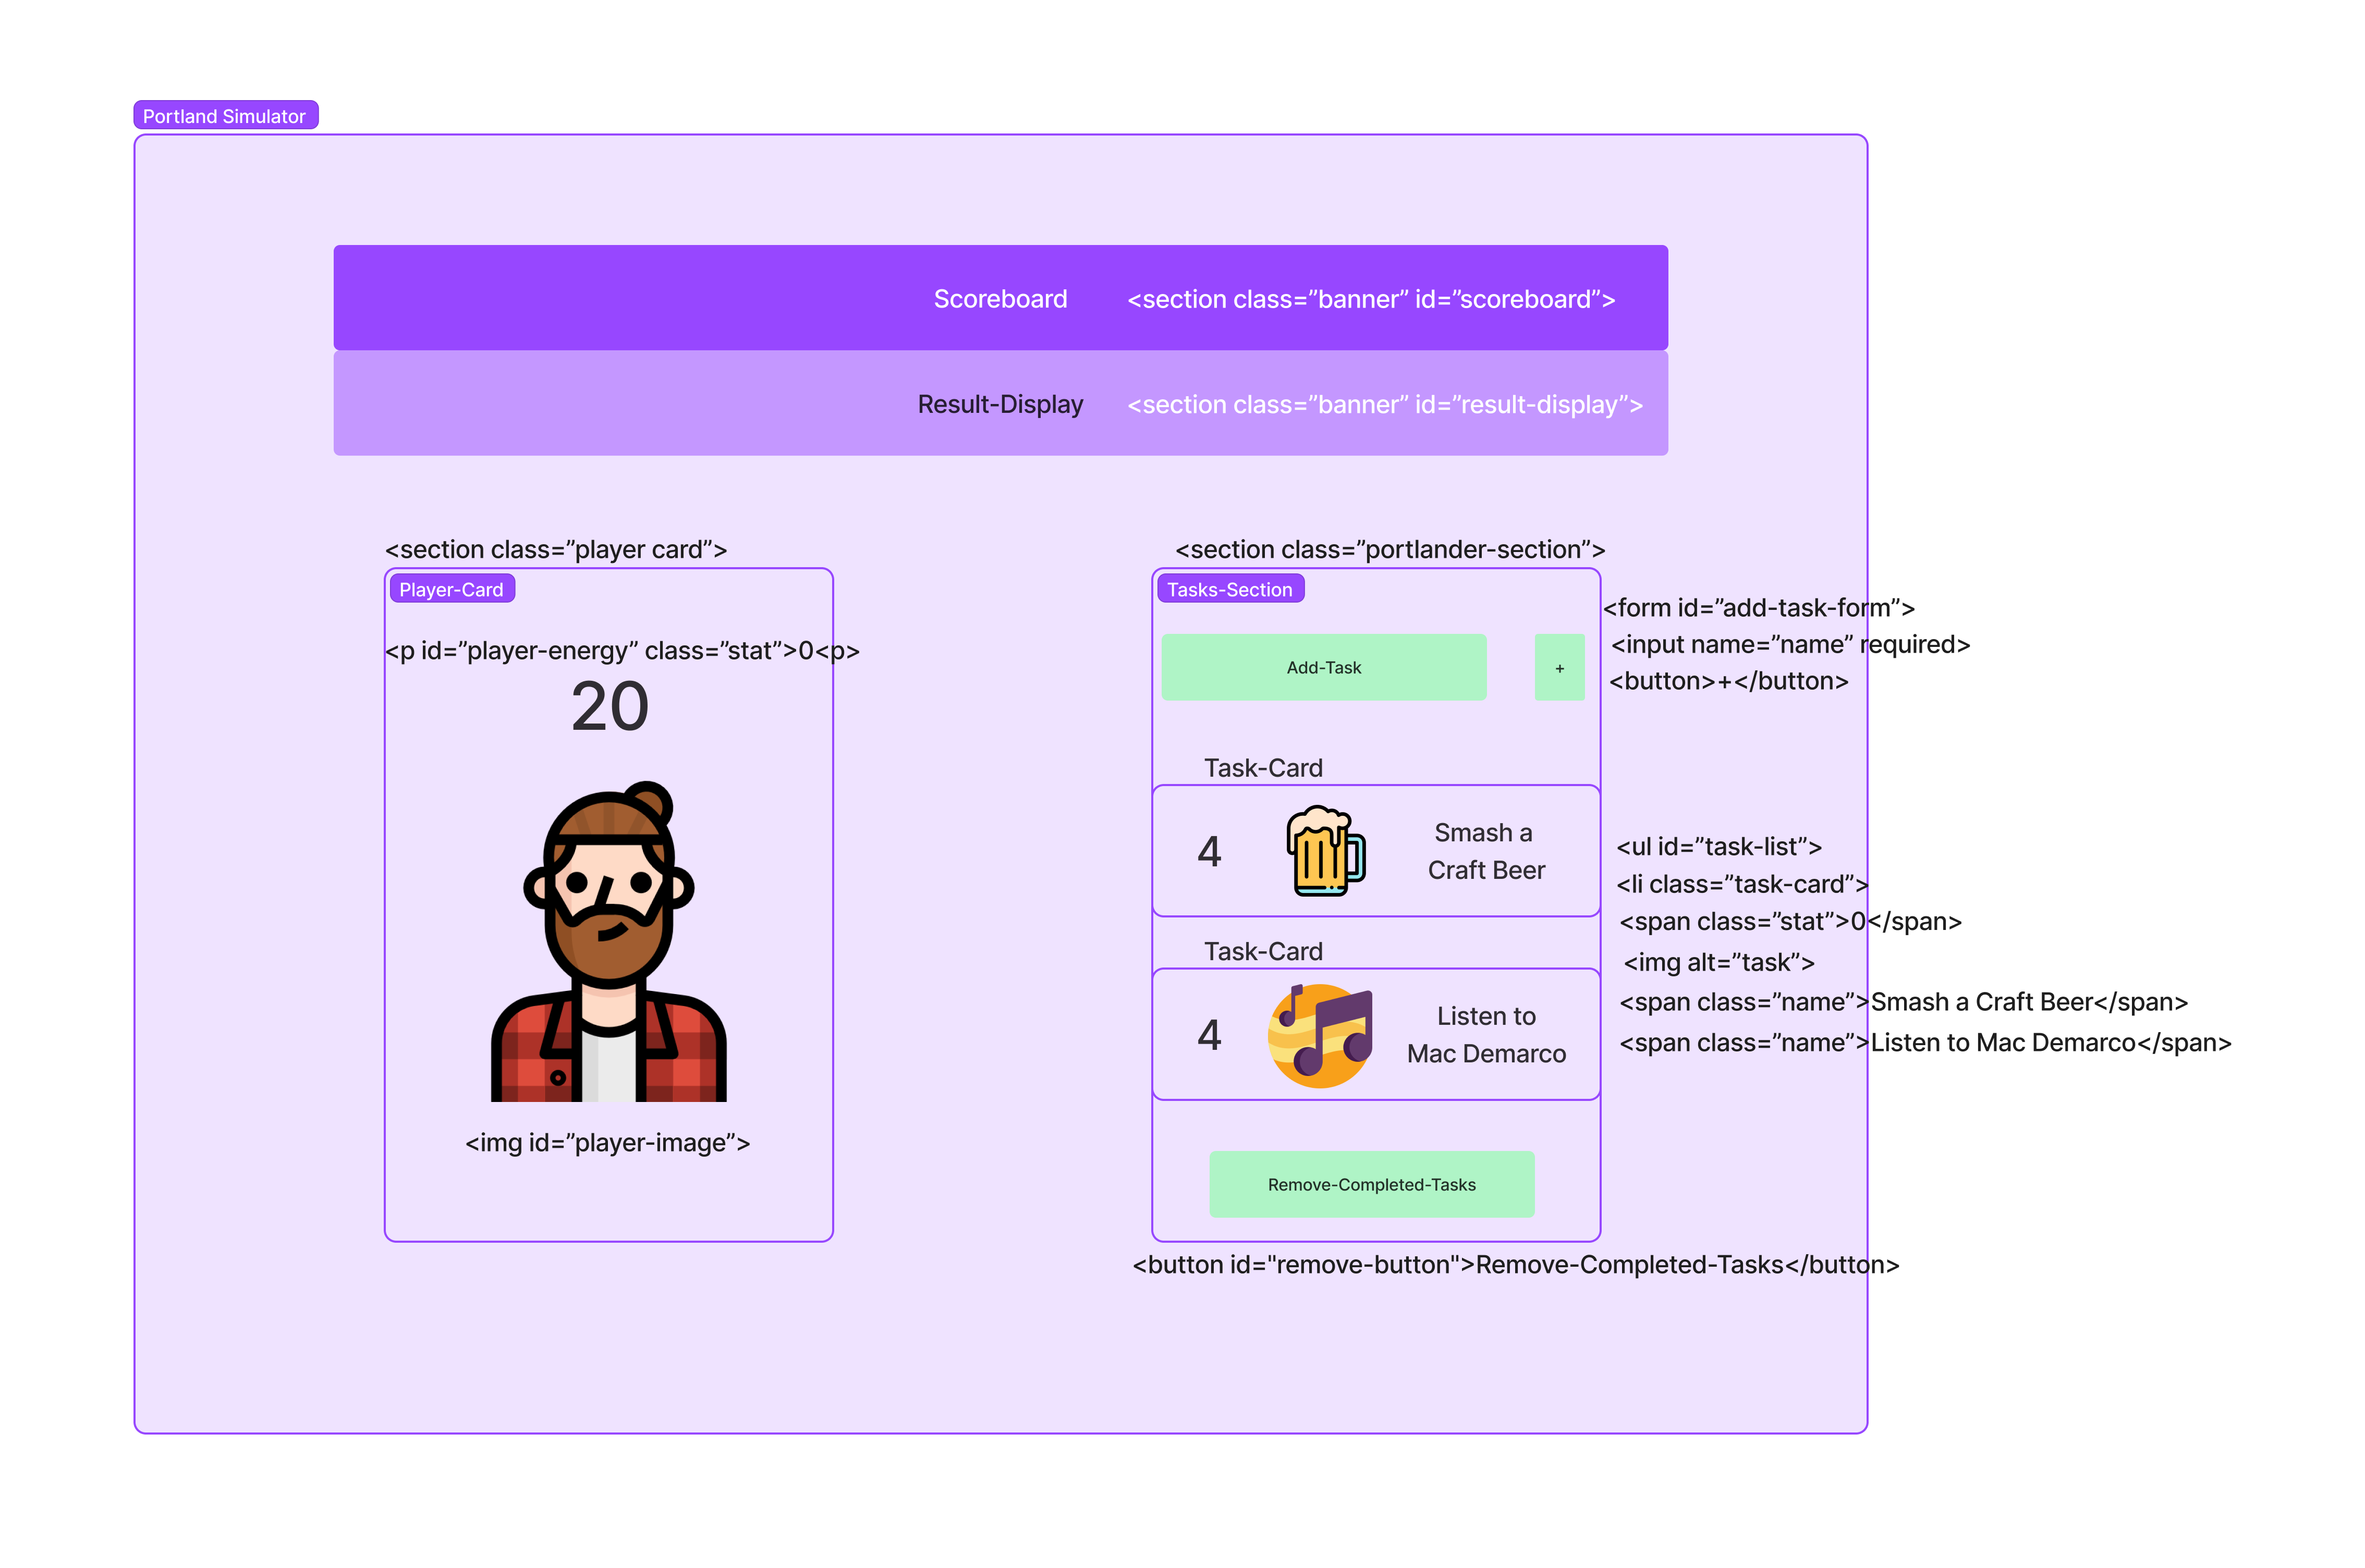 Portland Simulator
Scoreboard <section class=”banner” id=”scoreboard”>
Result-Display <section class=”banner” id=”result-display”>
<section class=”player card”>
Player-Card
<p id=”player-energy” class=”stat”>0<p>
20
<img id=”player-image”>
<section class=”portlander-section”>
Tasks-Section
Add-Task
+
<form id=”add-task-form”>
<input name=”name” required>
<button>+</button>
Task-Card
4
Smash a
Craft Beer
Task-Card
4
Listen to
Mac Demarco
<ul id=”task-list”>
<li class=”task-card”>
<span class=”stat”>0</span>
<img alt=”task”>
<span class=”name”>Smash a Craft Beer</span>
<span class=”name”>Listen to Mac Demarco</span>
Remove-Completed-Tasks
<button id="remove-button">Remove-Completed-Tasks</button>